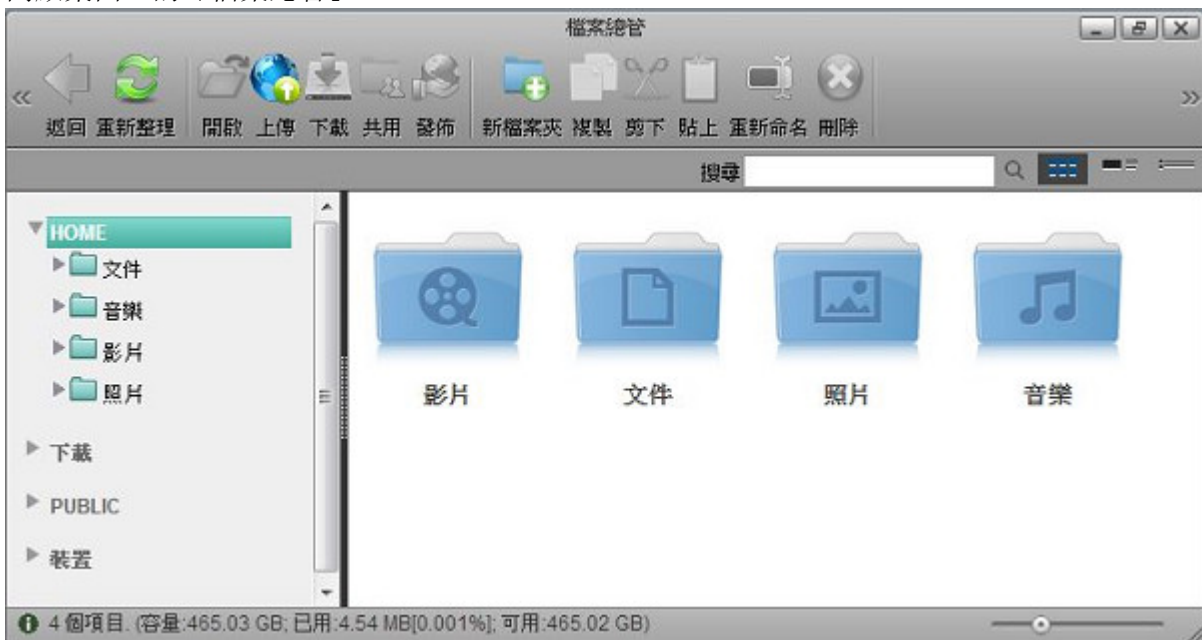 檔案總管
返回 重新整理 開啟 上傳 下載 共用 發佈 新檔案夾 複製 剪下 貼上 重新命名 刪除
搜尋
HOME
文件
音樂
影片
照片
下載
PUBLIC
裝置
影片 文件 照片 音樂
4 個項目. (容量:465.03 GB; 已用:4.54 MB[0.001%]; 可用:465.02 GB)